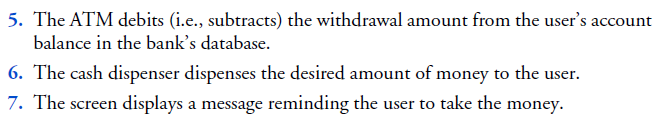 5. The ATM debits (i.e., subtracts) the withdrawal amount from the user’s account
balance in the bank’s database.
6. The cash dispenser dispenses the desired amount of money to the user.
7. The screen displays a message reminding the user to take the money.